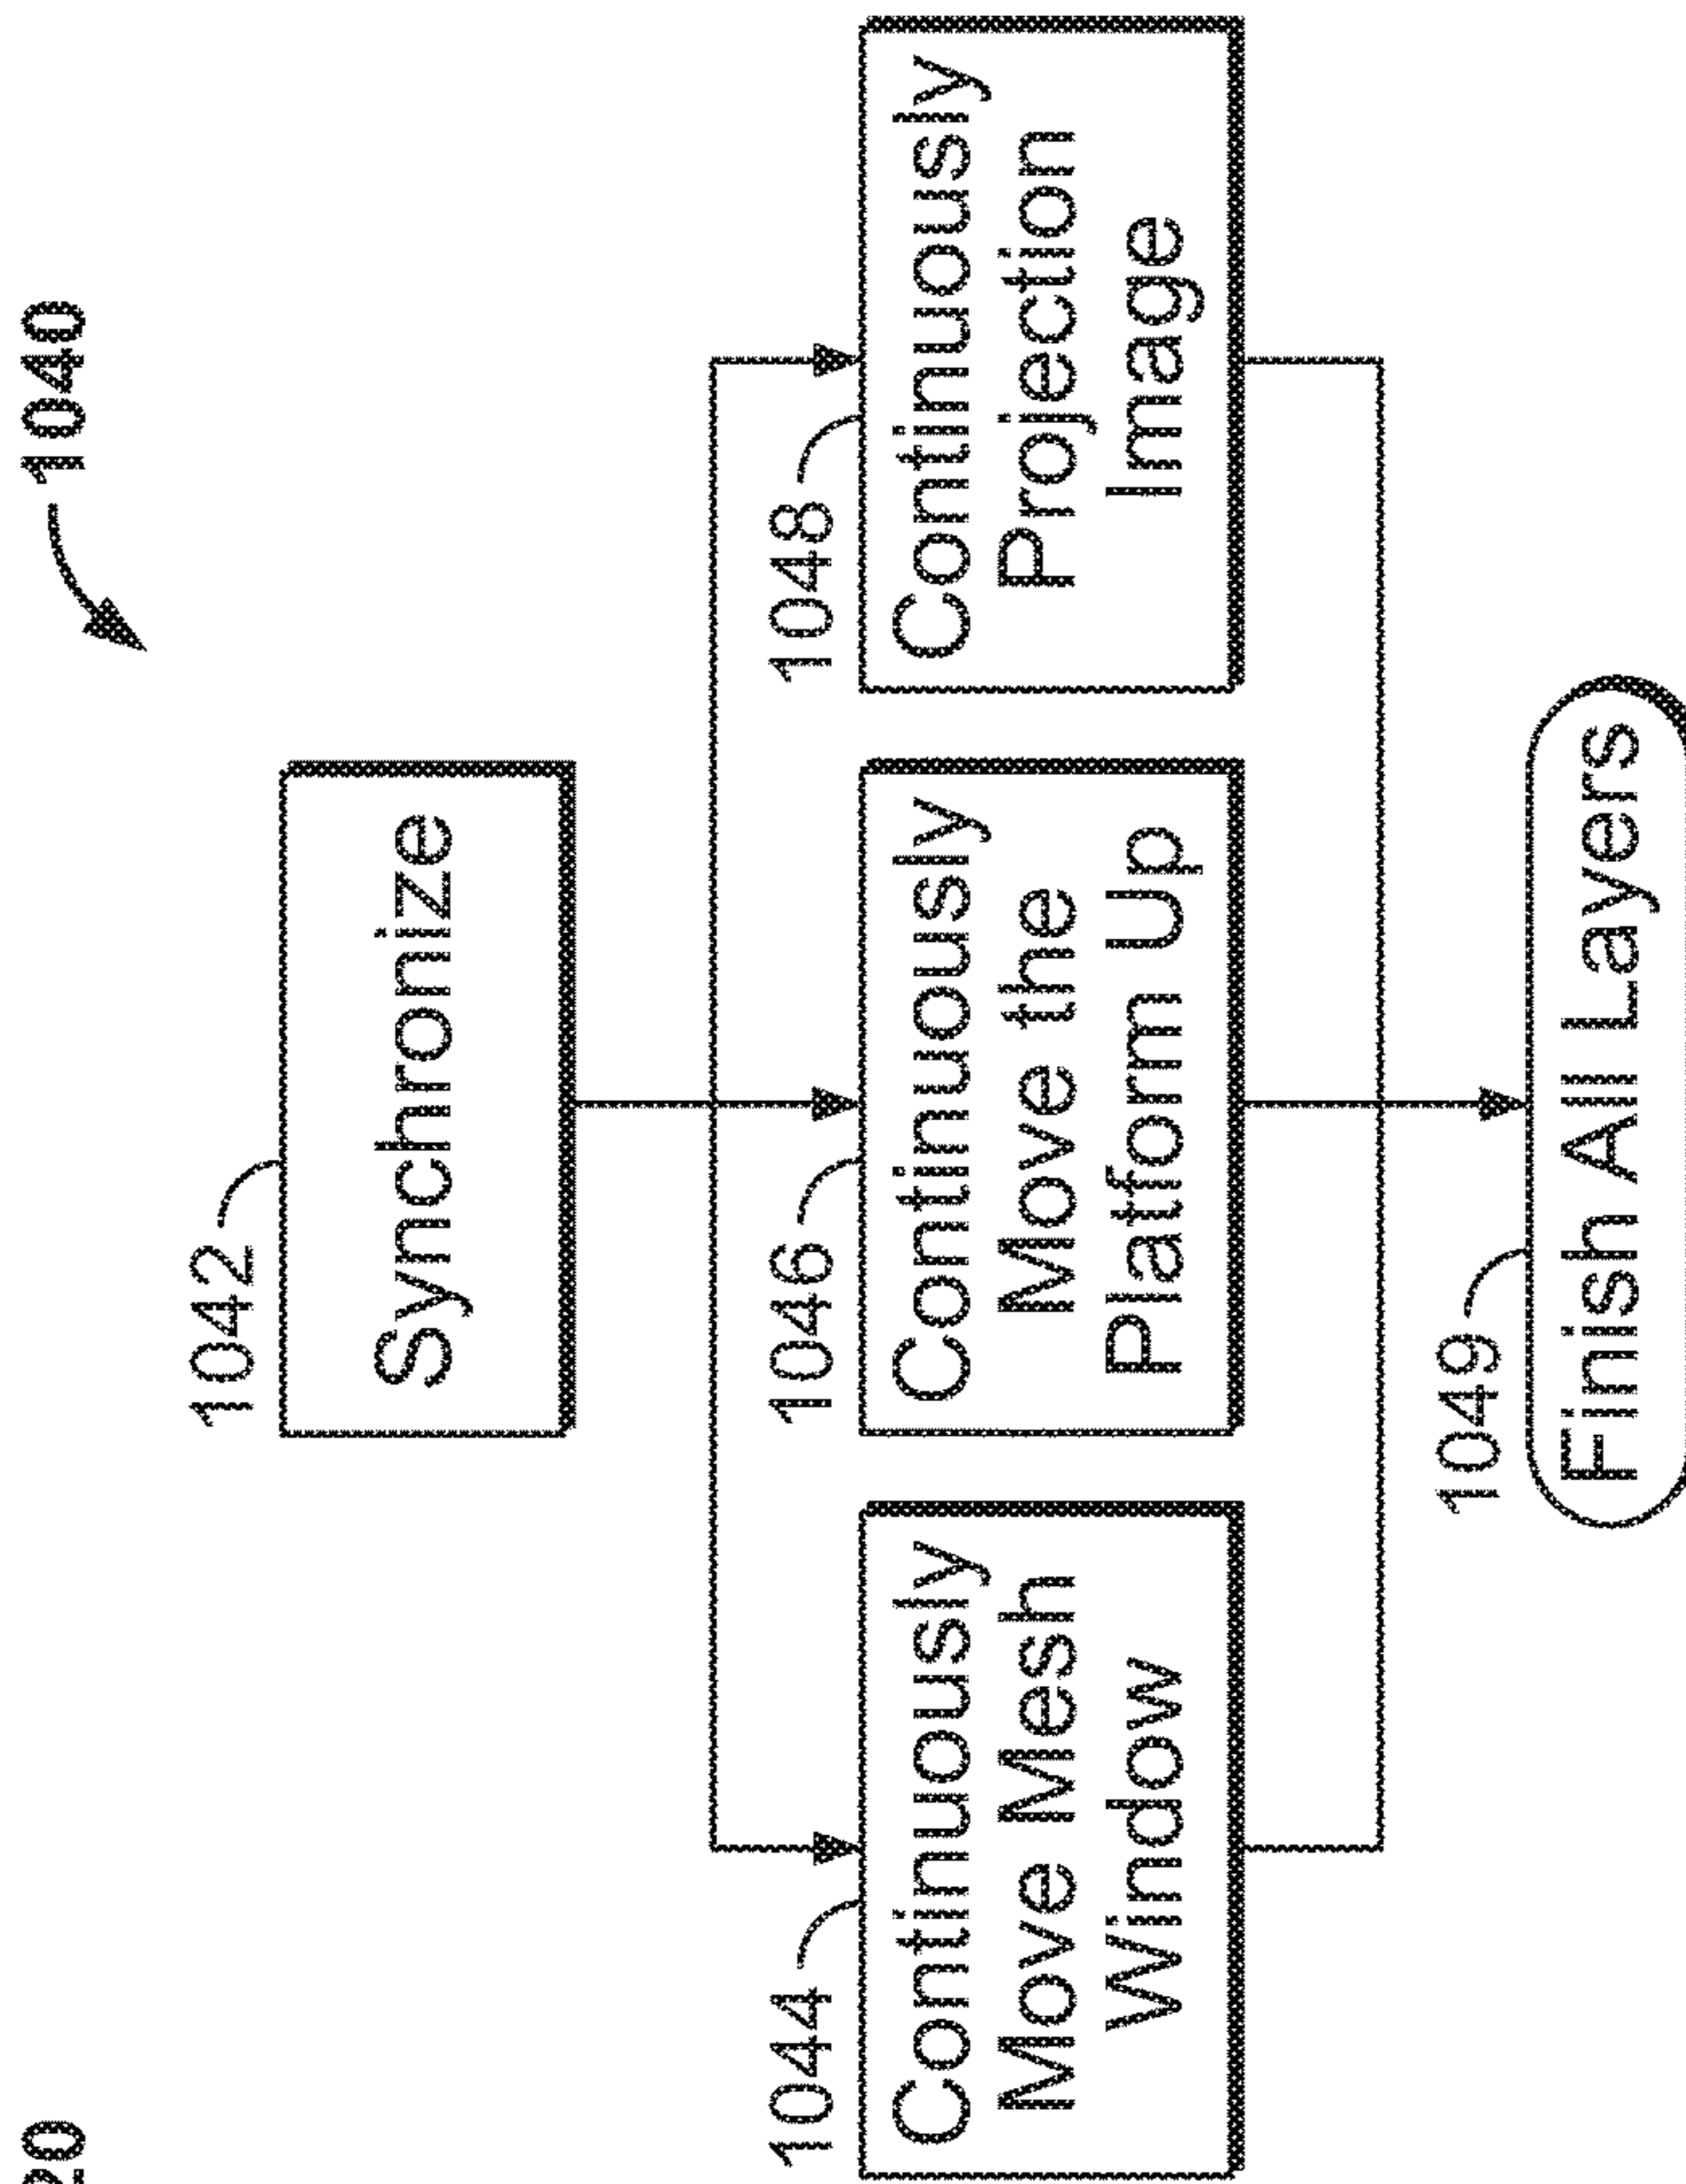 1040
1042
Synchronize
1044
Continuously
Move Mesh
Window
1046
Continuously
Move the
Platform Up
1048
Continuously
Projection
Image
1049
Finish All Layers